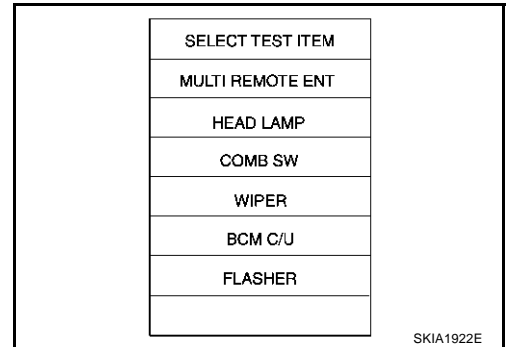 SELECT TEST ITEM
MULTI REMOTE ENT
HEAD LAMP
COMB SW
WIPER
BCM C/U
FLASHER
SKIA1922E